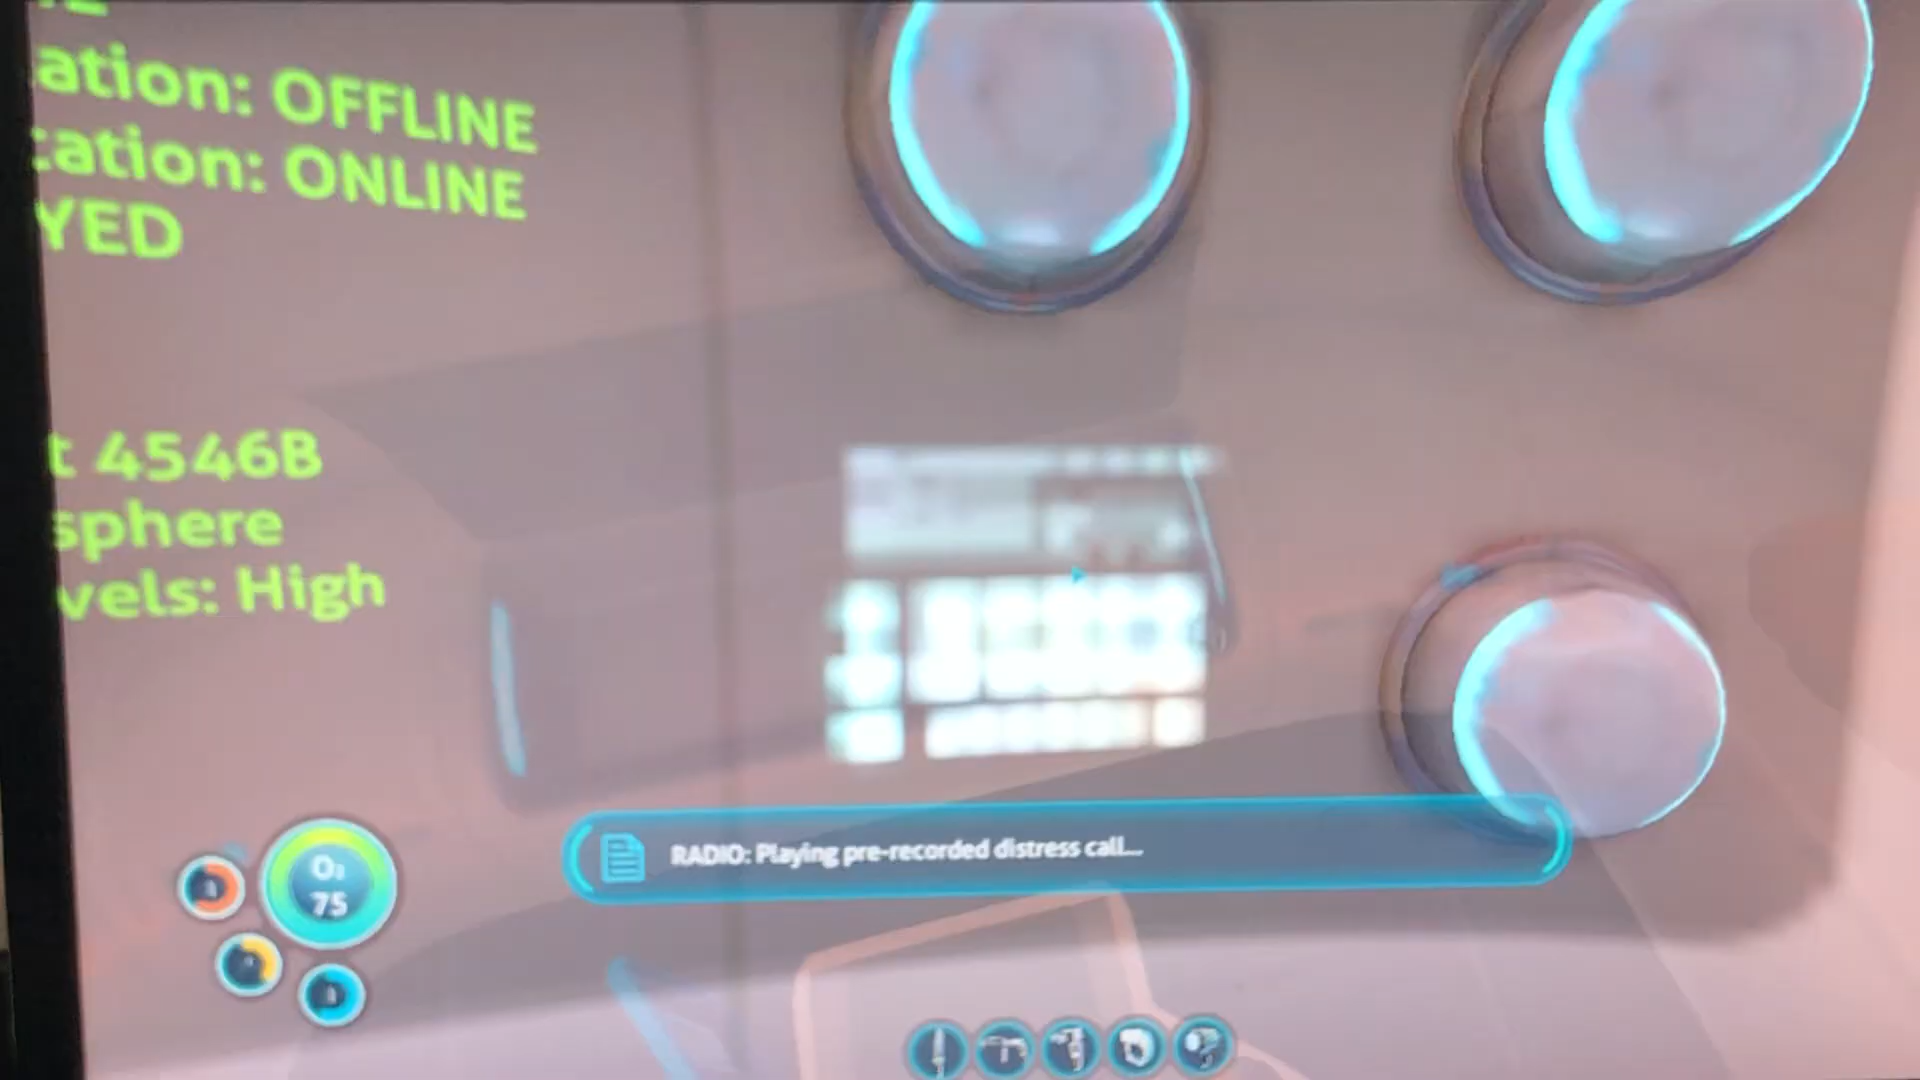 ation: OFFLINE
cation: ONLINE
YED
t 4546B
sphere
vels: High
RADIO: Playing pre-recorded distress call...
O₂
75